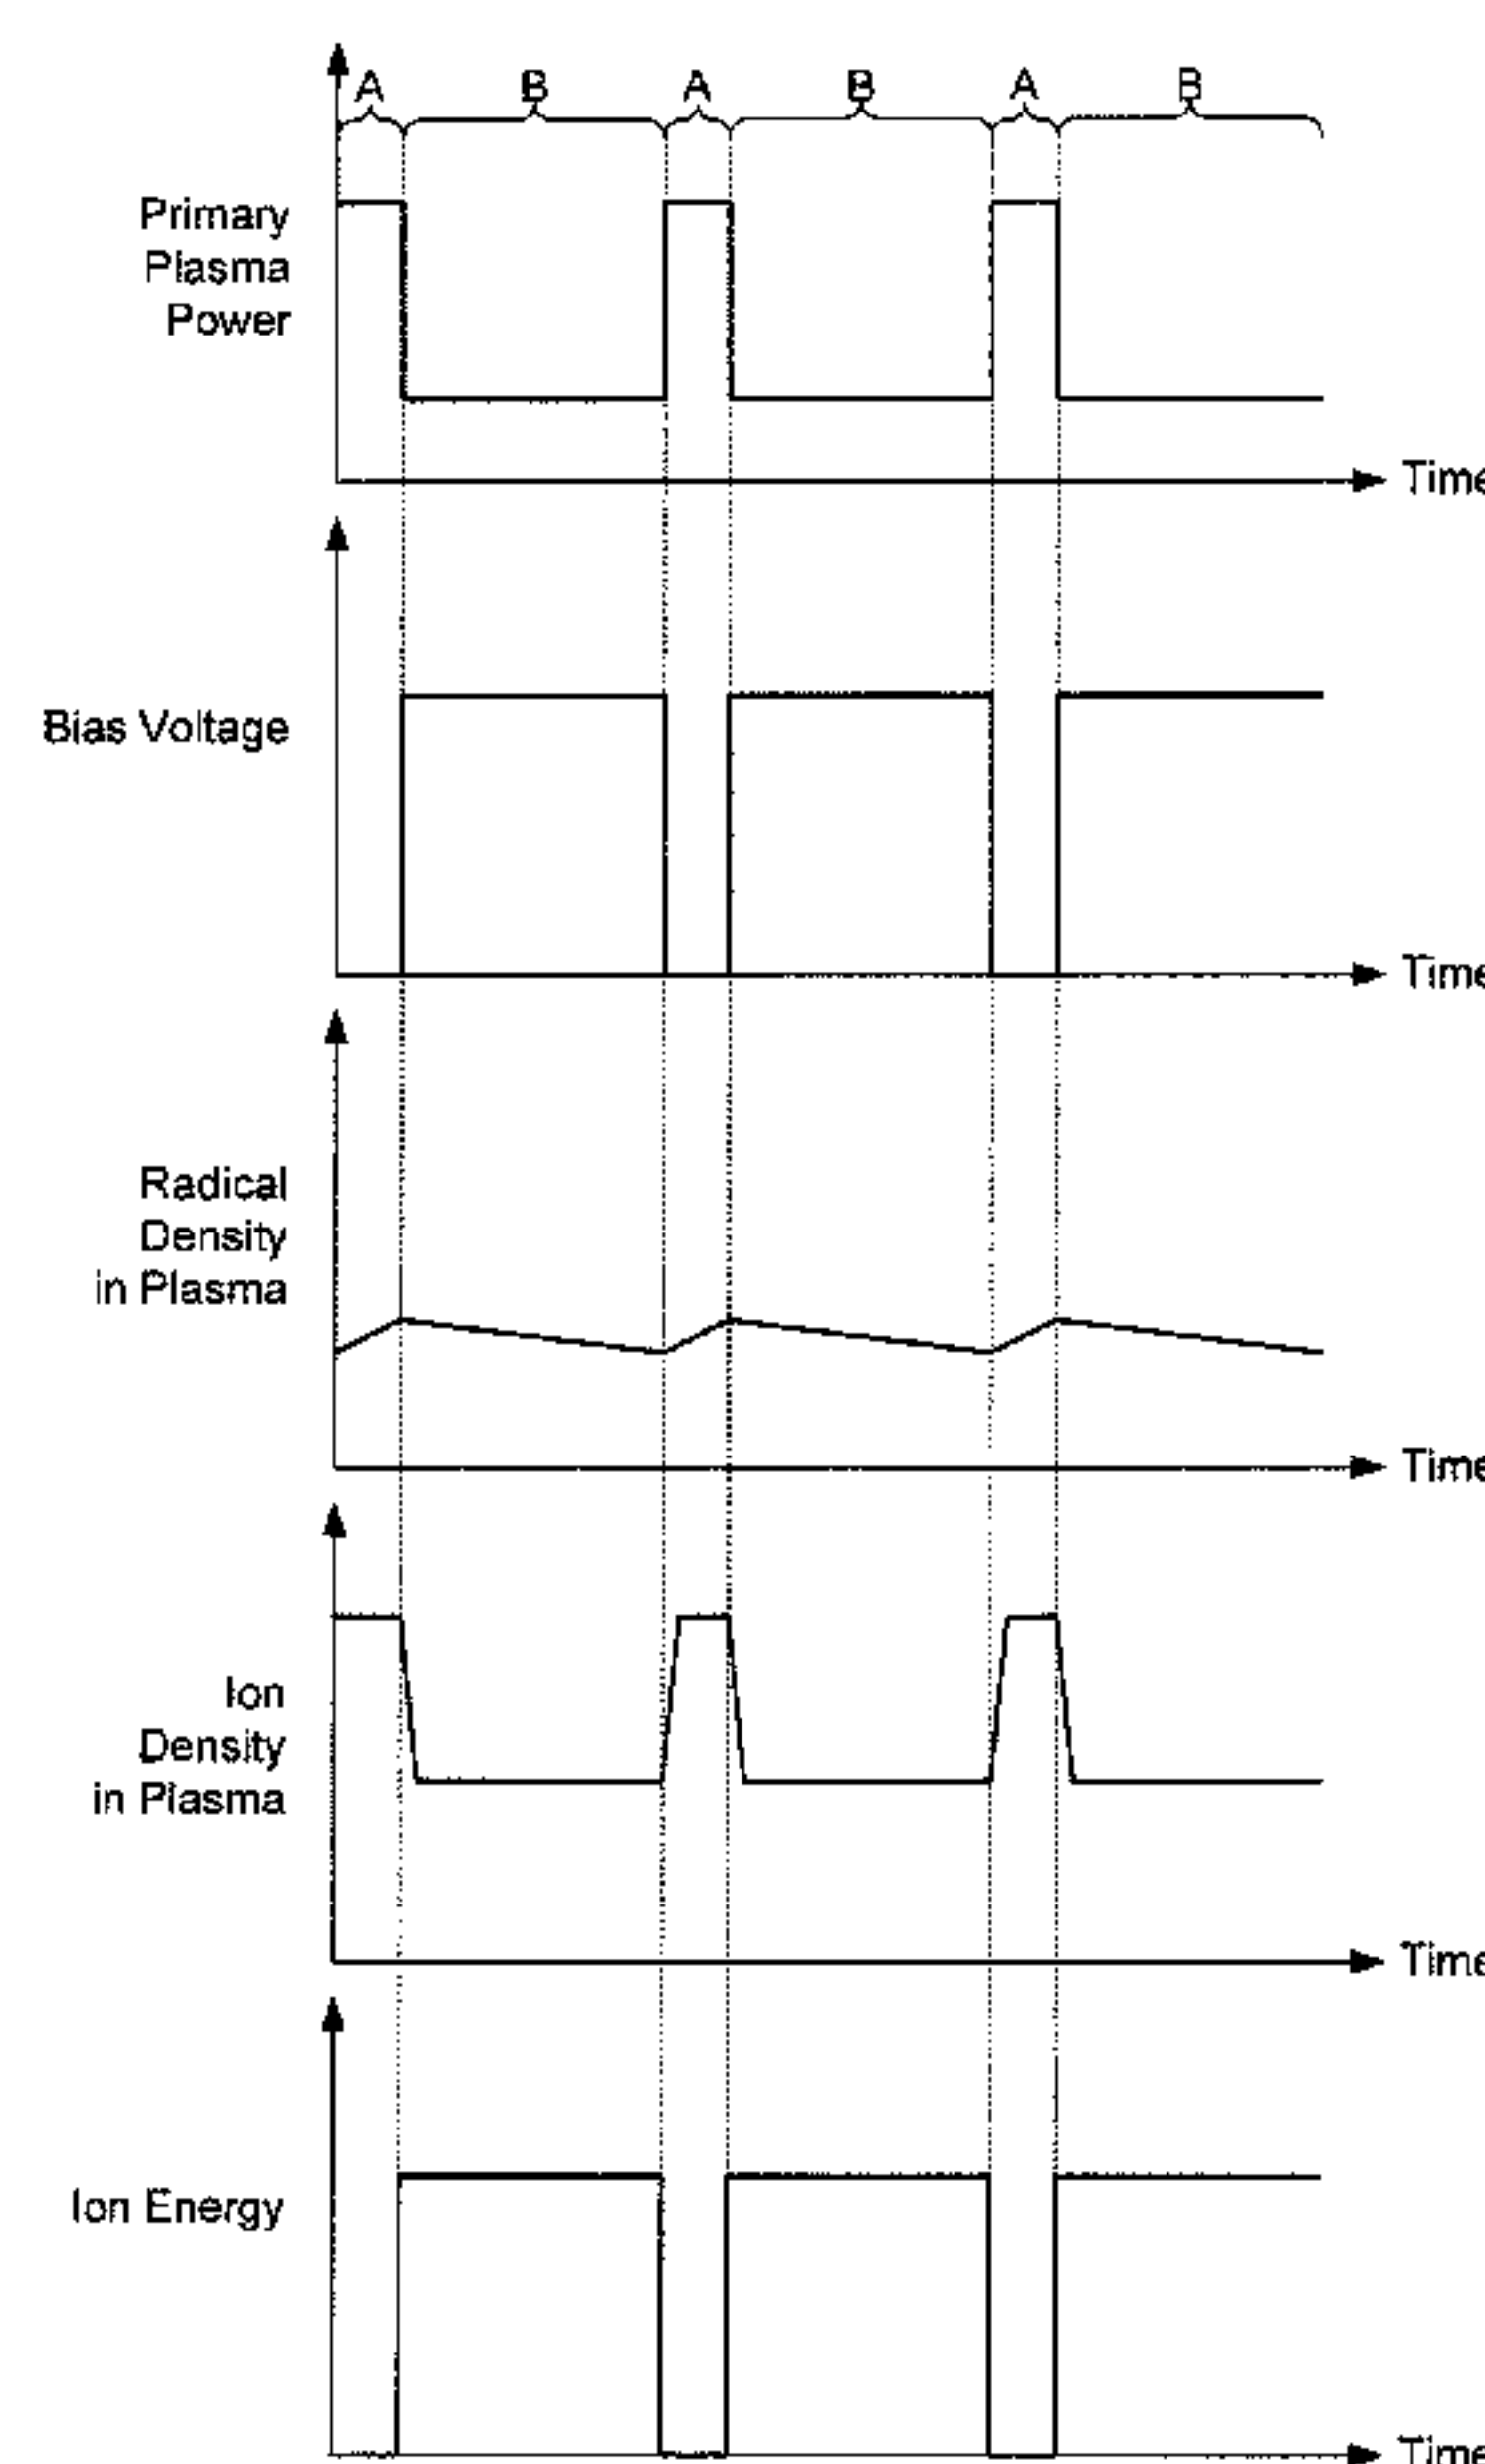 A B A B A B
Primary
Plasma
Power
Time
Bias Voltage
Time
Radical
Density
in Plasma
Time
Ion
Density
in Plasma
Time
Ion Energy
Time